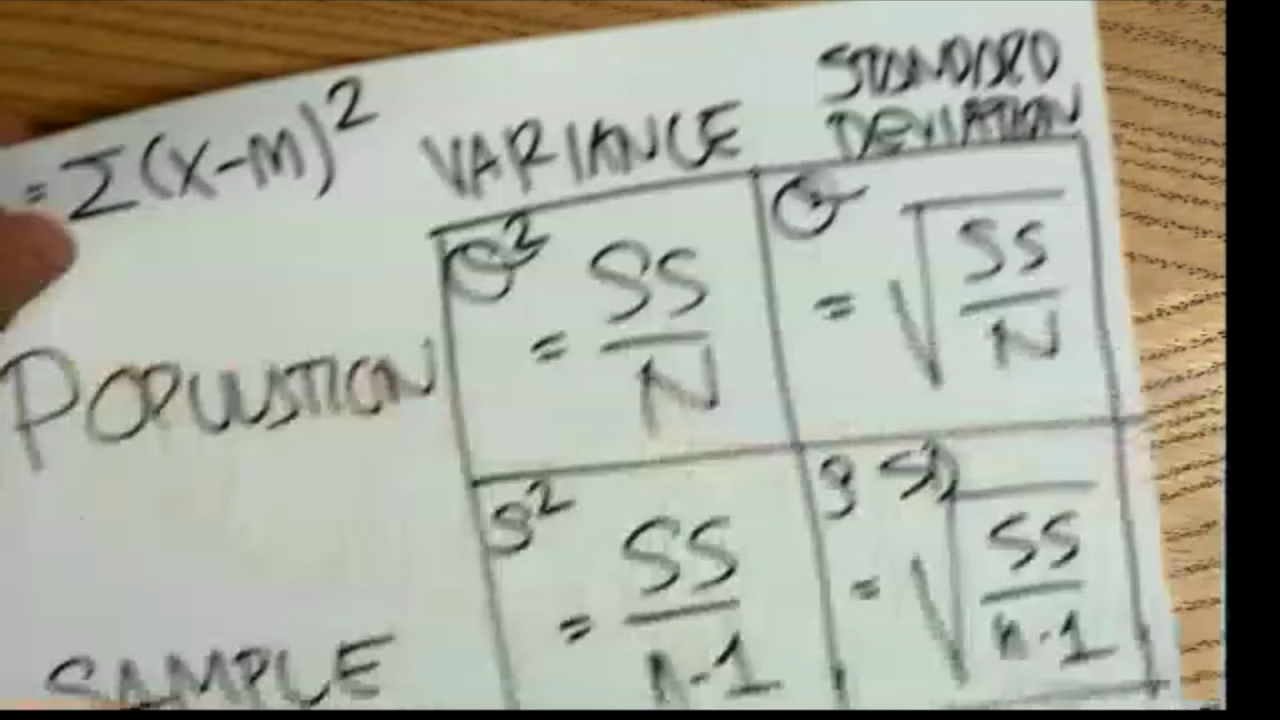 = Σ(x-M)²
VARIANCE
STANDARD
DEVIATION
POPULATION
σ²
= SS
N
σ
= √
SS
N
SAMPLE
s²
= SS
n-1
s
= √
SS
n-1